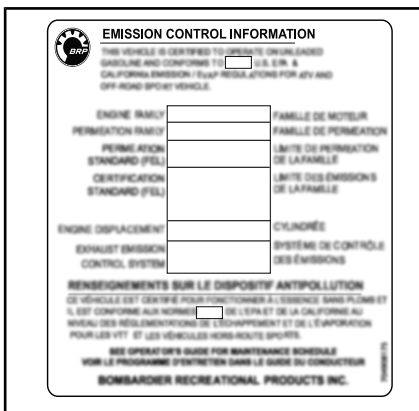 BRP
EMISSION CONTROL INFORMATION
THIS VEHICLE IS CERTIFIED TO OPERATE ON UNLEADED
GASOLINE AND CONFORMS TO U.S. EPA &
CALIFORNIA EMISSION / EVAP REGULATIONS FOR ATV AND
OFF-ROAD SPORT VEHICLE.
ENGINE FAMILY FAMILLE DE MOTEUR
PERMEATION FAMILY FAMILLE DE PERMEATION
PERMEATION LIMITE DE PERMEATION
STANDARD (FEL) DE LA FAMILLE
CERTIFICATION LIMITE DES ÉMISSIONS
STANDARD (FEL) DE LA FAMILLE
ENGINE DISPLACEMENT CYLINDRÉE
EXHAUST EMISSION SYSTÈME DE CONTRÔLE
CONTROL SYSTEM DES ÉMISSIONS
RENSEIGNEMENTS SUR LE DISPOSITIF ANTIPOLLUTION
CE VÉHICULE EST CERTIFIÉ POUR FONCTIONNER À L'ESSENCE SANS PLOMB ET
IL EST CONFORME AUX NORMES DE L'EPA ET DE LA CALIFORNIE AU
NIVEAU DES RÉGLEMENTATIONS DE L'ÉCHAPPEMENT ET DE L'ÉVAPORATION
POUR LES VTT ET LES VÉHICULES HORS-ROUTE SPORTS.
SEE OPERATOR'S GUIDE FOR MAINTENANCE SCHEDULE
VOIR LE PROGRAMME D'ENTRETIEN DANS LE GUIDE DU CONDUCTEUR
BOMBARDIER RECREATIONAL PRODUCTS INC.